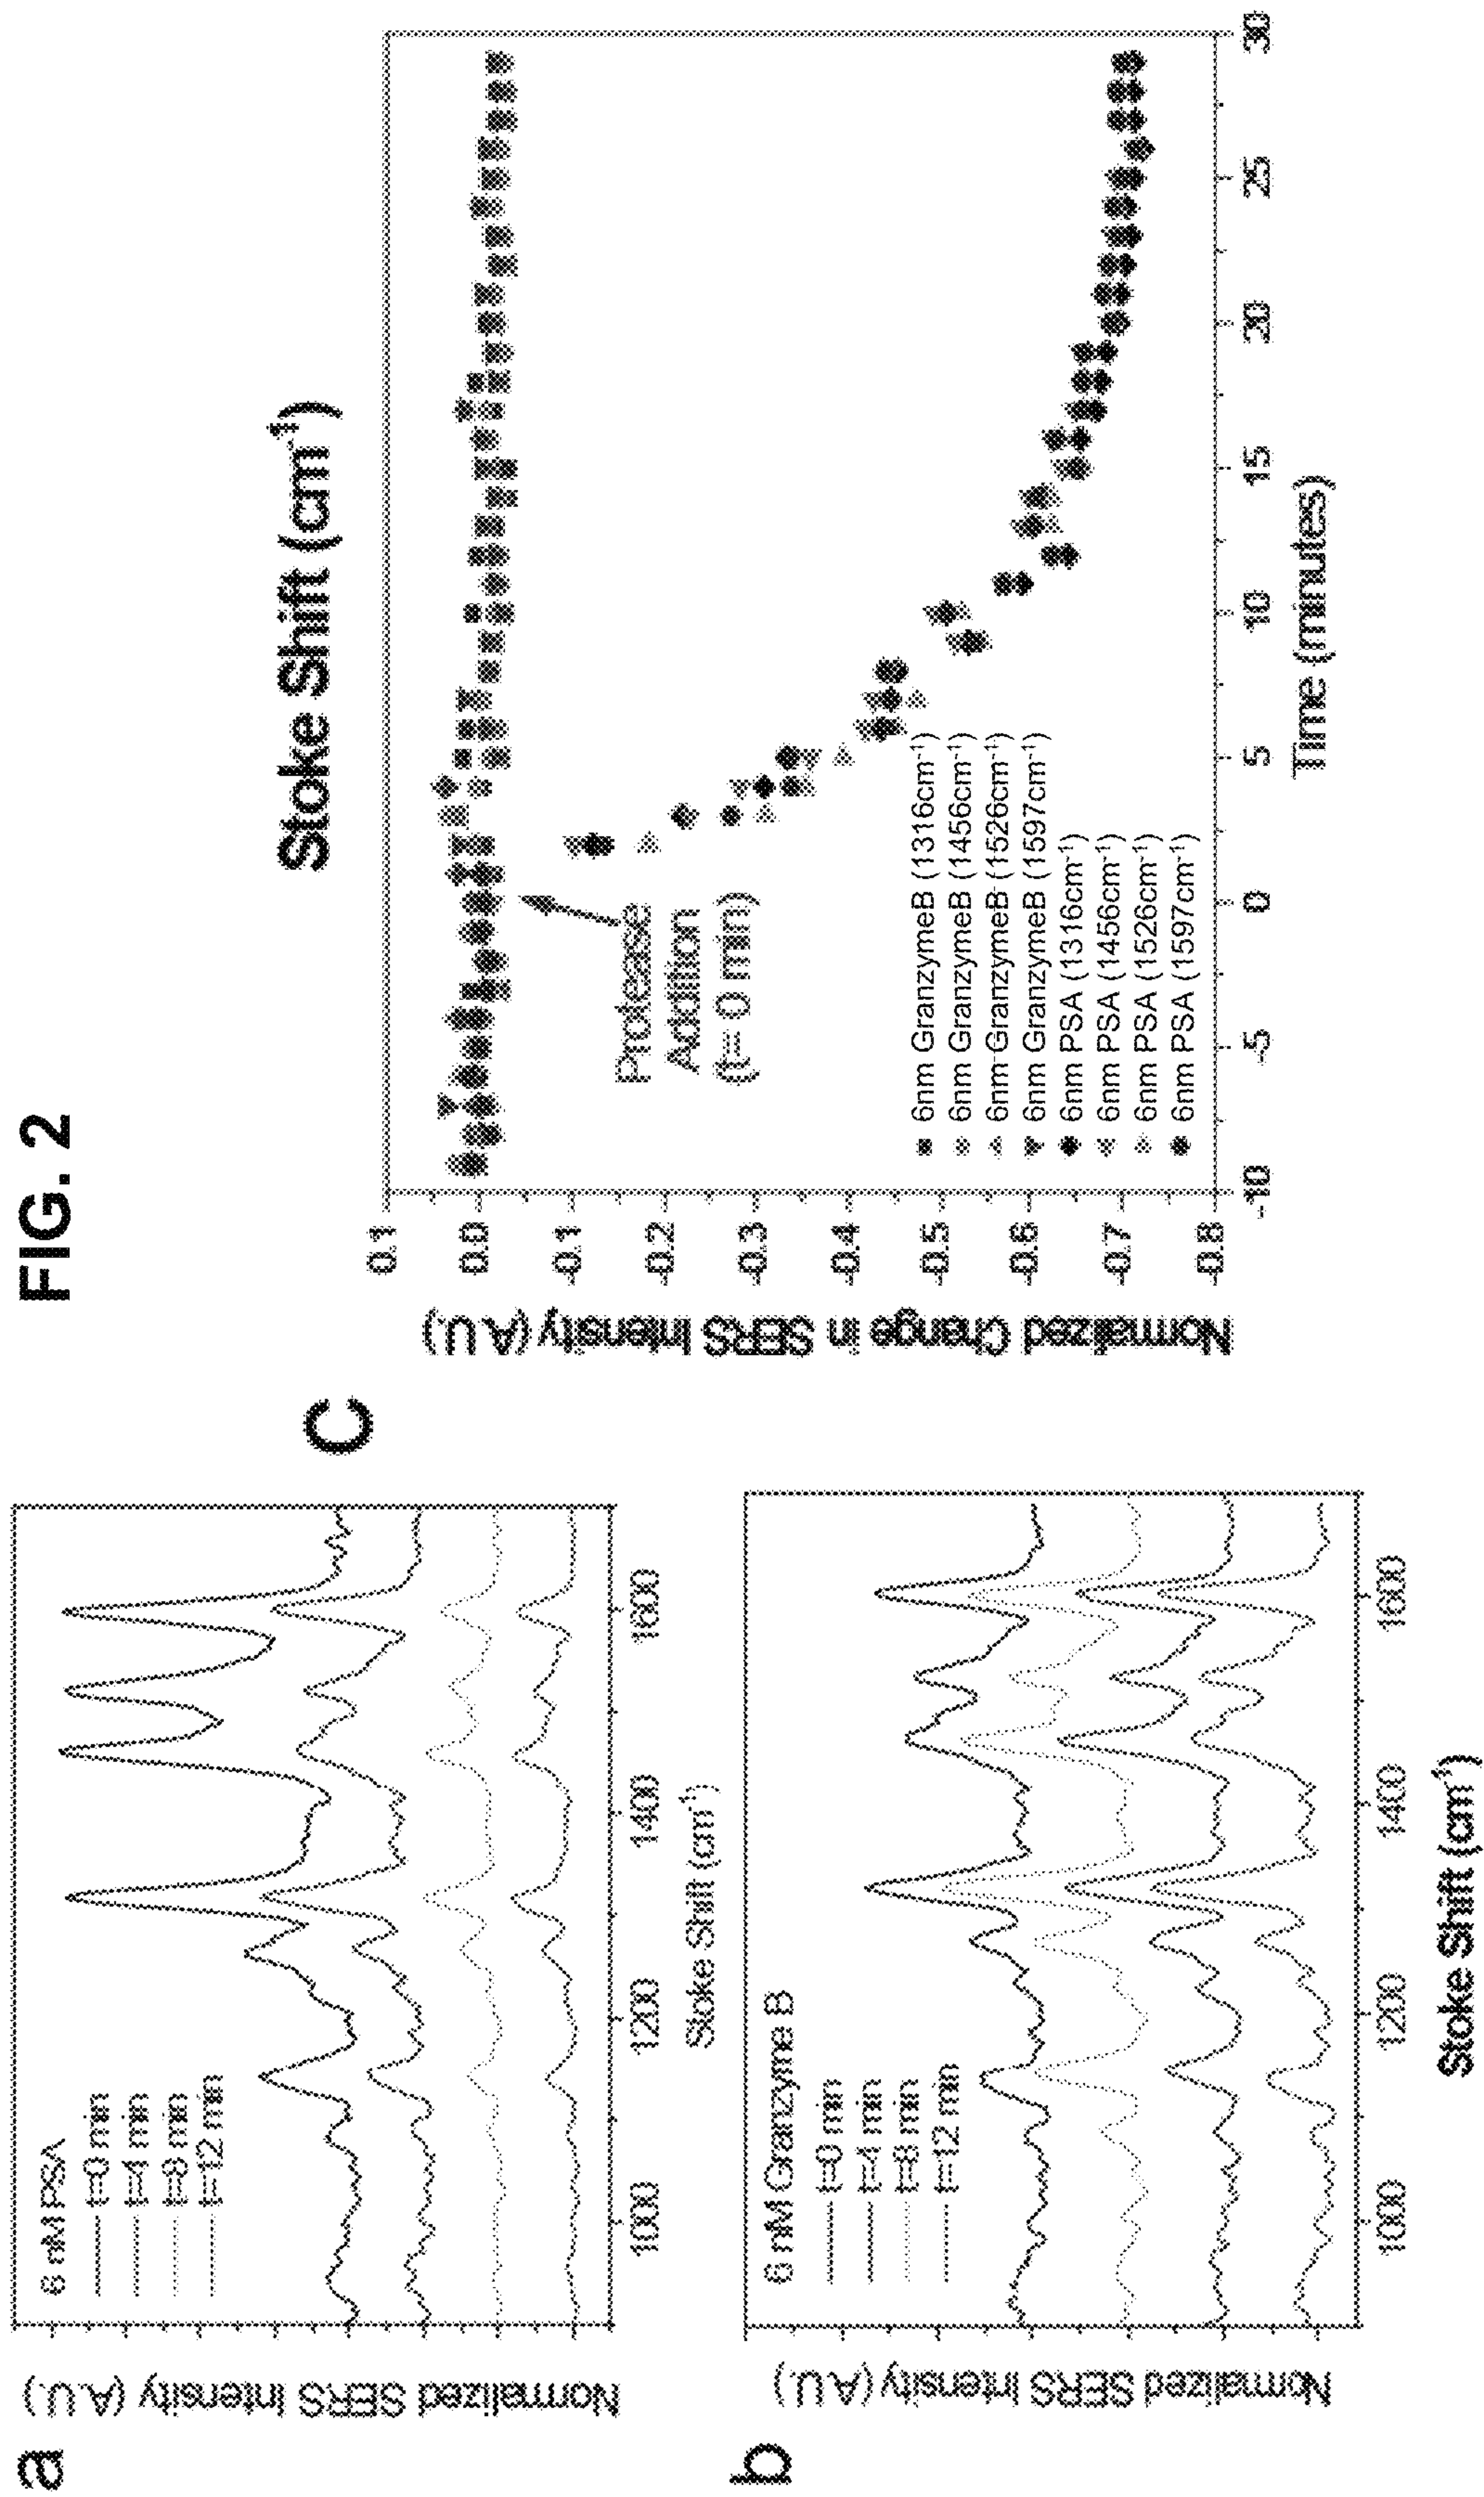 FIG. 2
a
Normalized SERS Intensity (A.U.)
6 nM PSA
t=0 min
t=4 min
t=8 min
t=12 min
1000
1200
1400
1600
Stoke Shift (cm-1)
b
Normalized SERS Intensity (A.U.)
6 nM Granzyme B
t=0 min
t=4 min
t=8 min
t=12 min
1000
1200
1400
1600
Stoke Shift (cm-1)
C
Stoke Shift (cm-1)
Normalized Change in SERS Intensity (A.U.)
0.1
0.0
-0.1
-0.2
-0.3
-0.4
-0.5
-0.6
-0.7
-0.8
Protease
Addition
(t= 0 min)
6nm GranzymeB (1316cm-1)
6nm GranzymeB (1456cm-1)
6nm GranzymeB (1526cm-1)
6nm GranzymeB (1597cm-1)
6nm PSA (1316cm-1)
6nm PSA (1456cm-1)
6nm PSA (1526cm-1)
6nm PSA (1597cm-1)
-10
-5
0
5
10
15
20
25
30
Time (minutes)